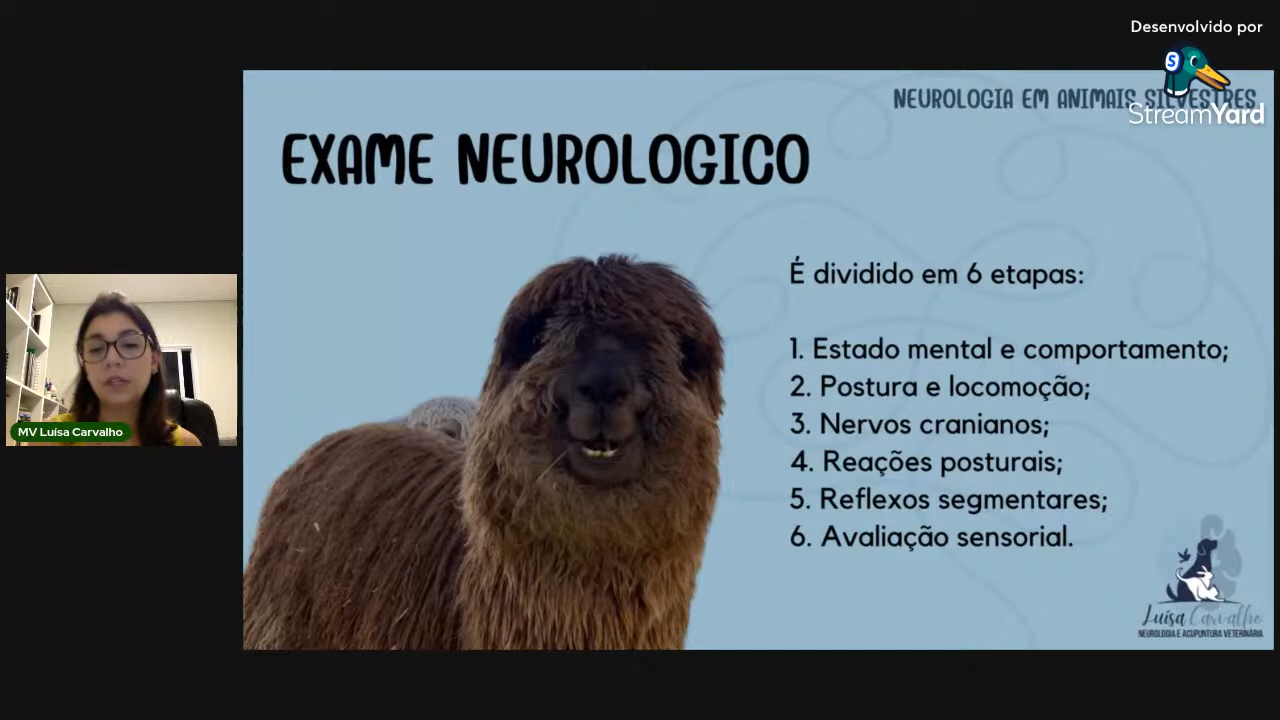 Desenvolvido por
StreamYard
NEUROLOGIA EM ANIMAIS SILVESTRES
EXAME NEUROLOGICO
É dividido em 6 etapas:
1. Estado mental e comportamento;
2. Postura e locomoção;
3. Nervos cranianos;
4. Reações posturais;
5. Reflexos segmentares;
6. Avaliação sensorial.
MV Luísa Carvalho
Luísa Carvalho
NEUROLOGIA E ACUPUNTURA VETERINÁRIA